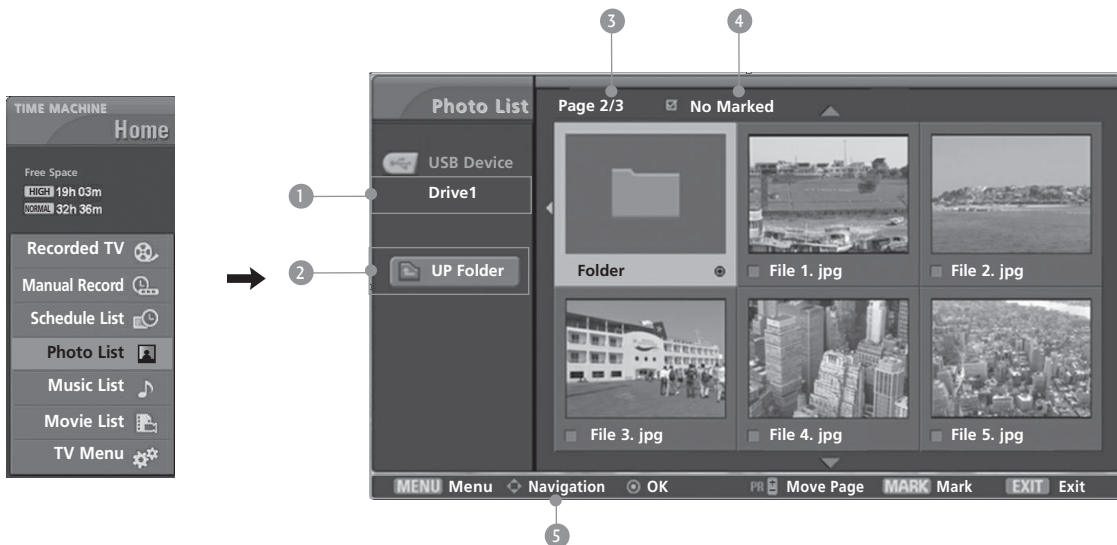 3
4
TIME MACHINE
Home
Free Space
HIGH 19h 03m
NORMAL 32h 36m
Recorded TV
Manual Record
Schedule List
Photo List
Music List
Movie List
TV Menu
Photo List
Page 2/3
No Marked
USB Device
1
Drive1
2
UP Folder
Folder
File 1. jpg
File 2. jpg
File 3. jpg
File 4. jpg
File 5. jpg
MENU Menu Navigation OK PR Move Page MARK Mark EXIT Exit
5